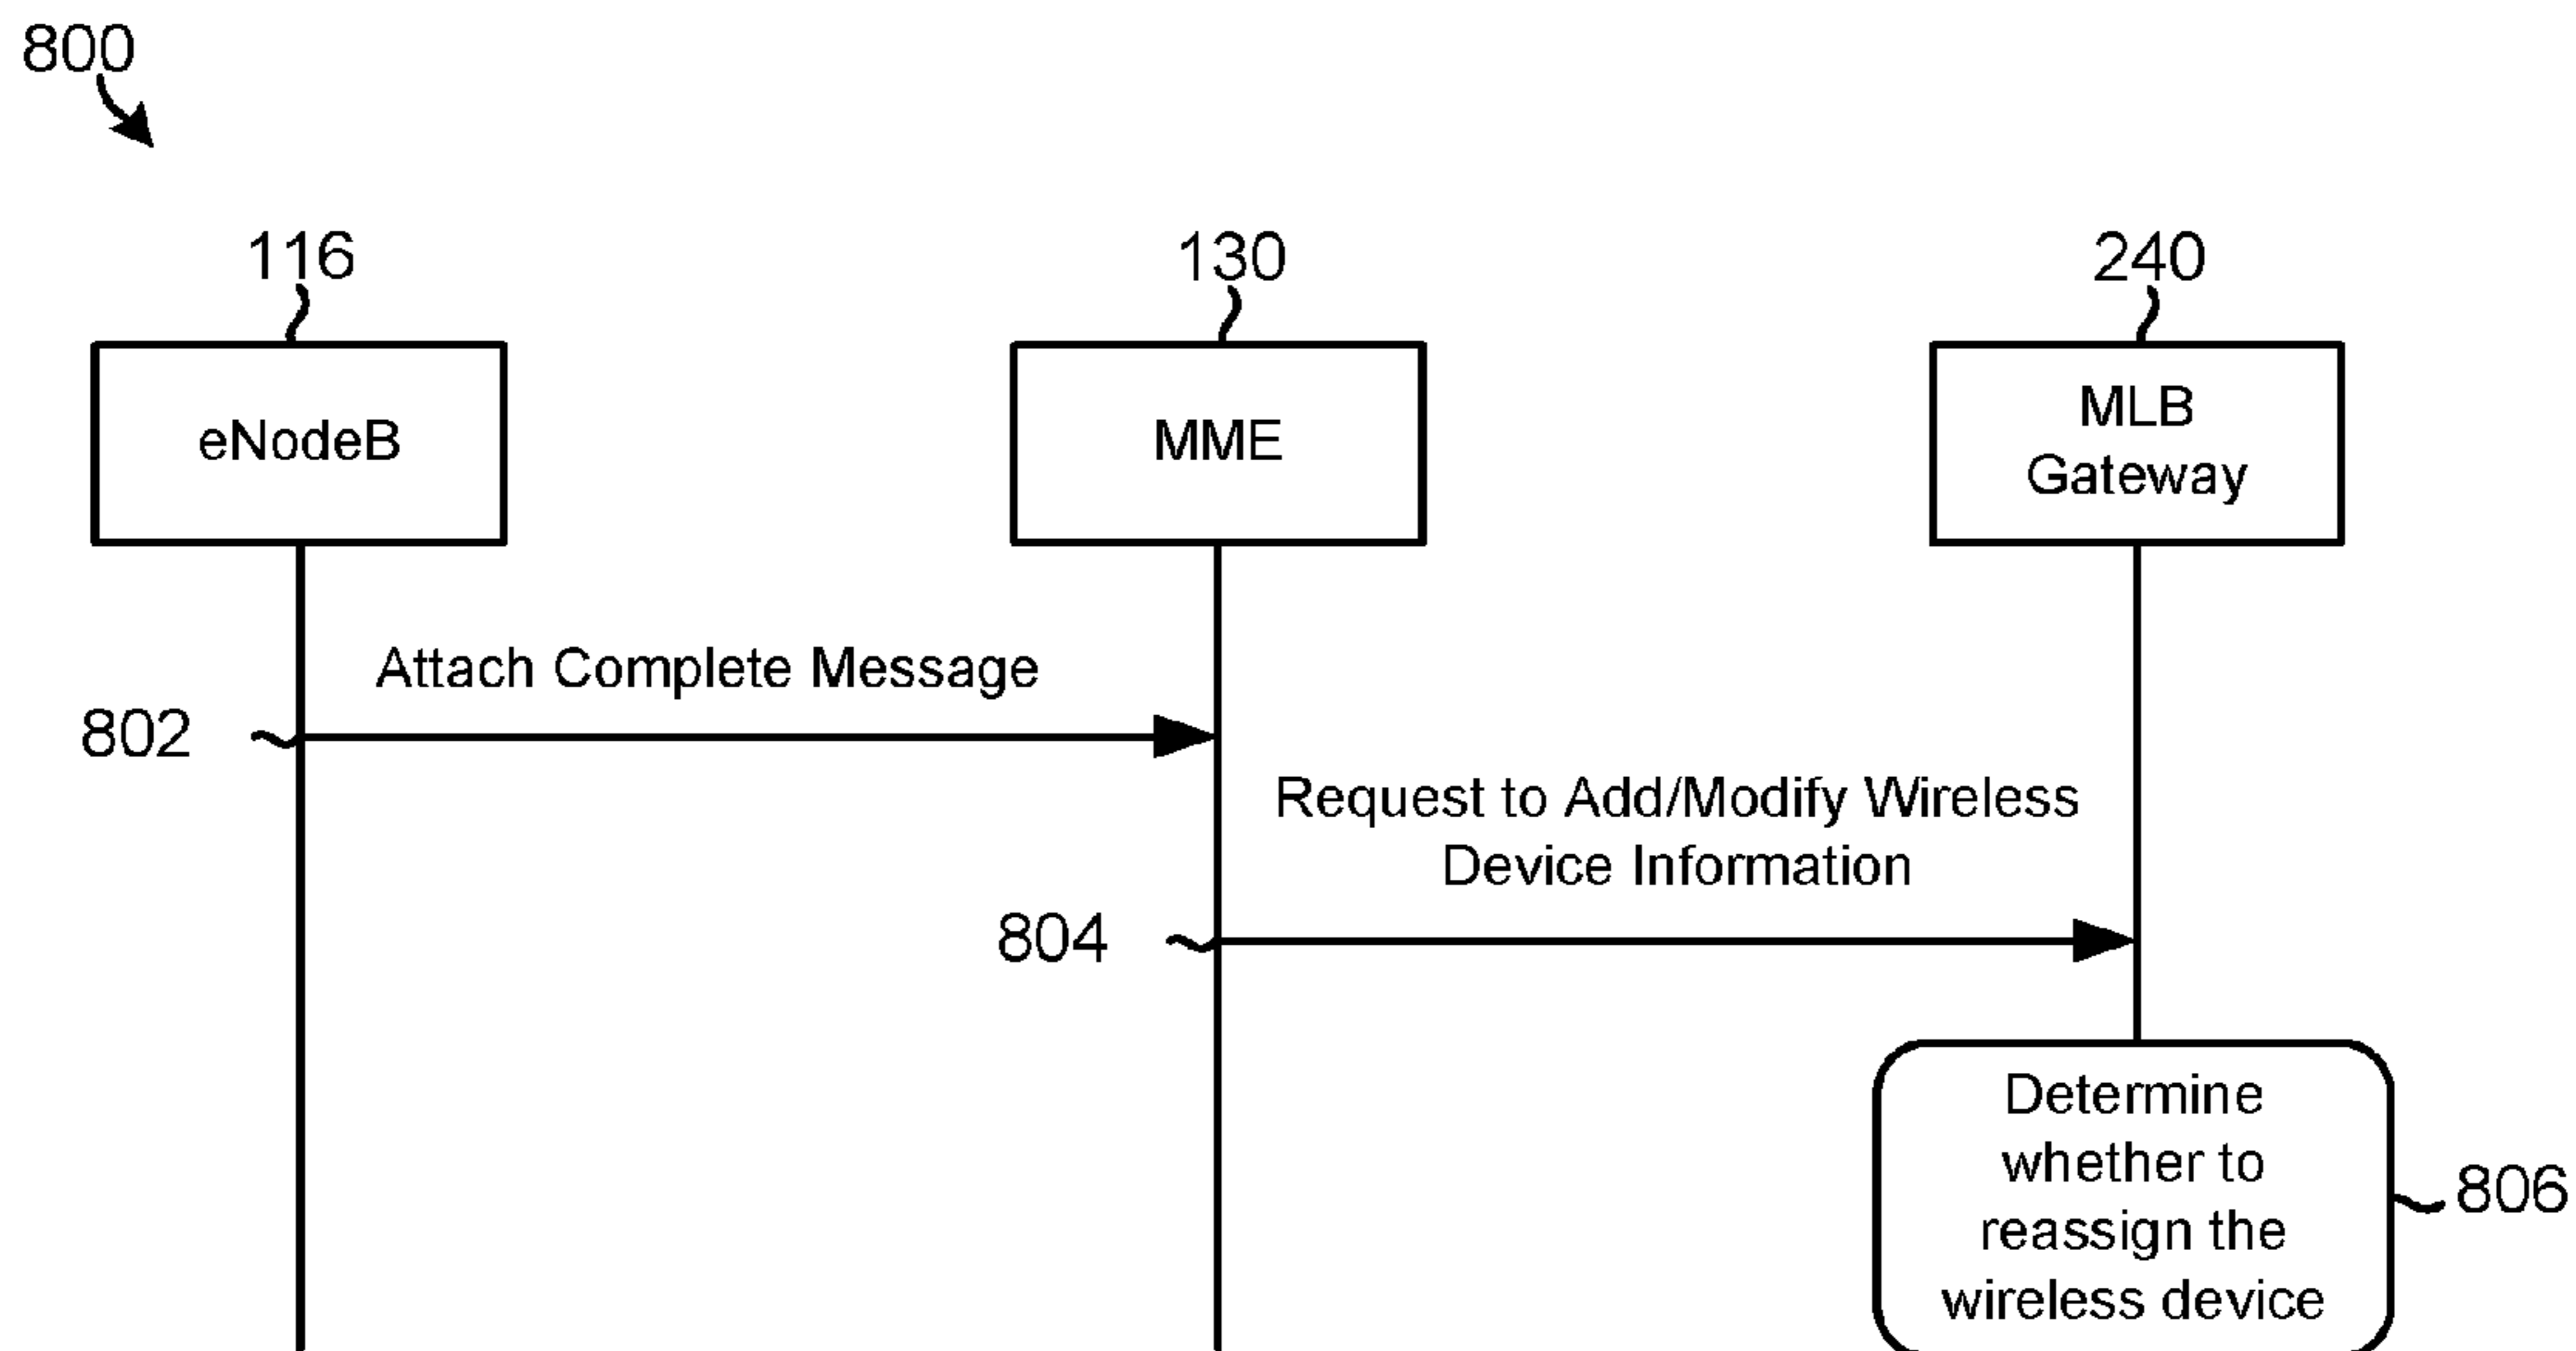 800
116
130
240
eNodeB
MME
MLB
Gateway
Attach Complete Message
802
Request to Add/Modify Wireless
Device Information
804
Determine
whether to
reassign the
wireless device
806